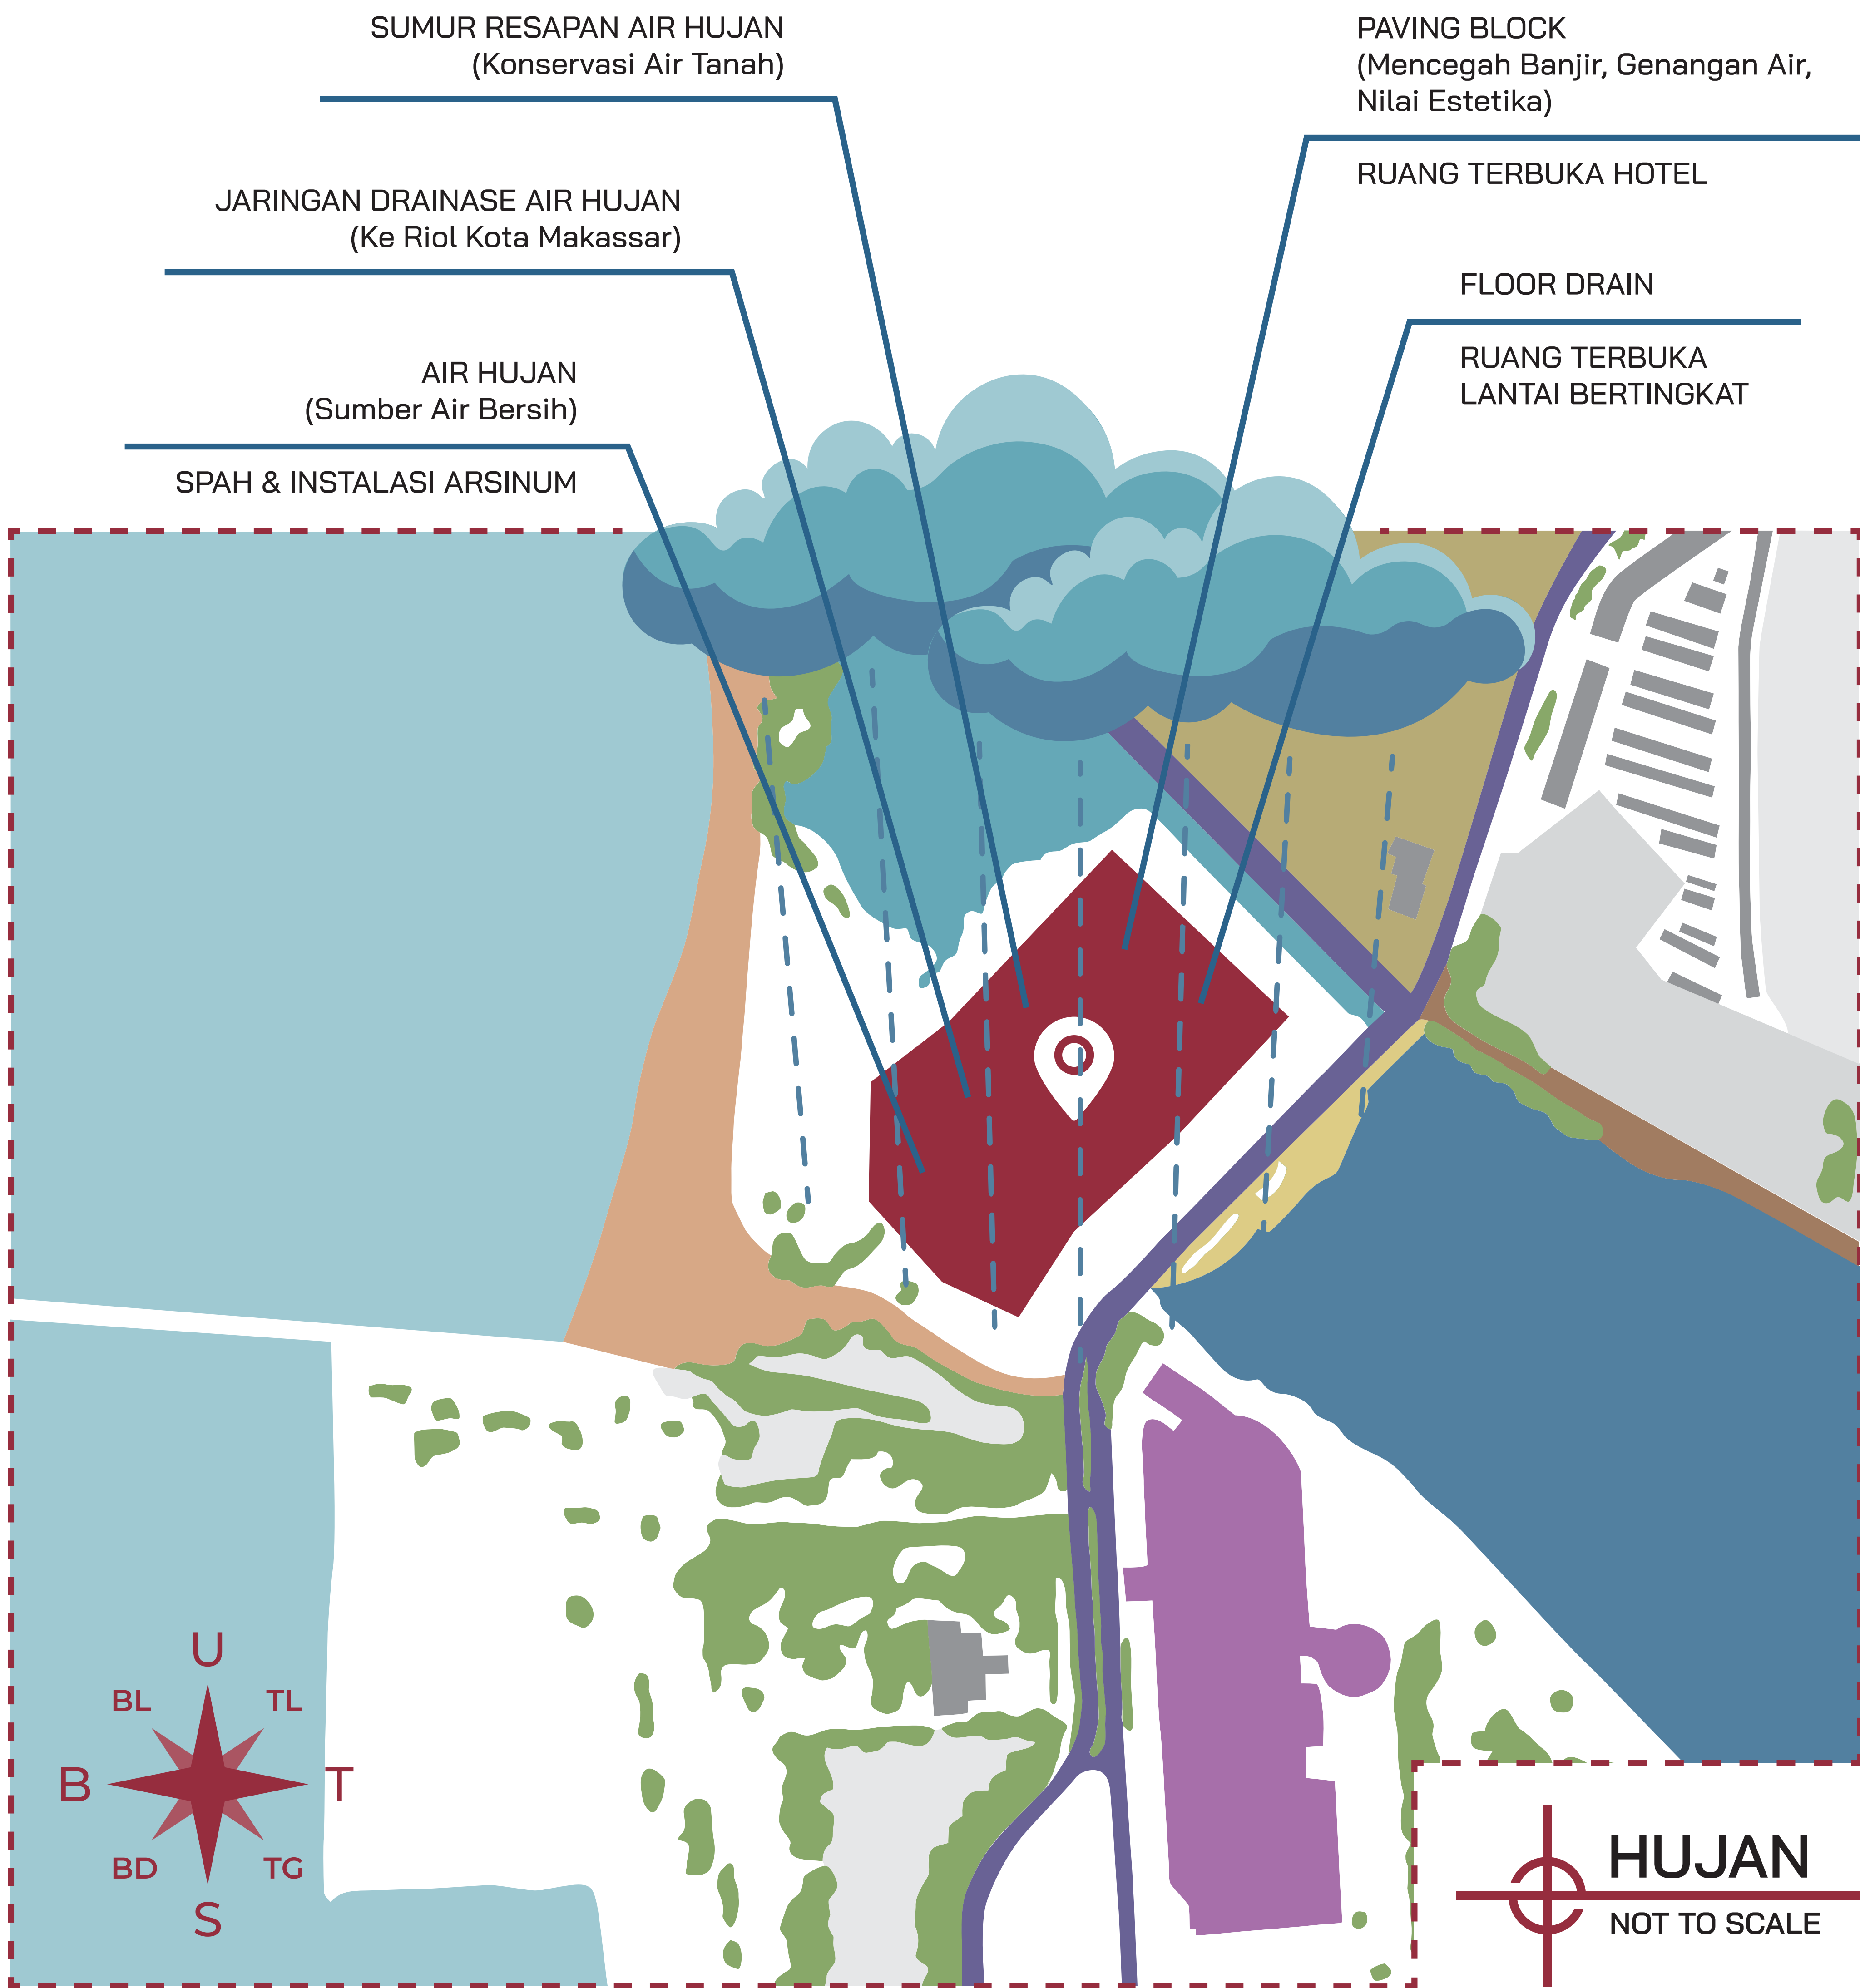 SUMUR RESAPAN AIR HUJAN
(Konservasi Air Tanah)
PAVING BLOCK
(Mencegah Banjir, Genangan Air,
Nilai Estetika)
RUANG TERBUKA HOTEL
JARINGAN DRAINASE AIR HUJAN
(Ke Riol Kota Makassar)
FLOOR DRAIN
RUANG TERBUKA
LANTAI BERTINGKAT
AIR HUJAN
(Sumber Air Bersih)
SPAH & INSTALASI ARSINUM
U
BL
TL
B
T
BD
TG
S
HUJAN
NOT TO SCALE